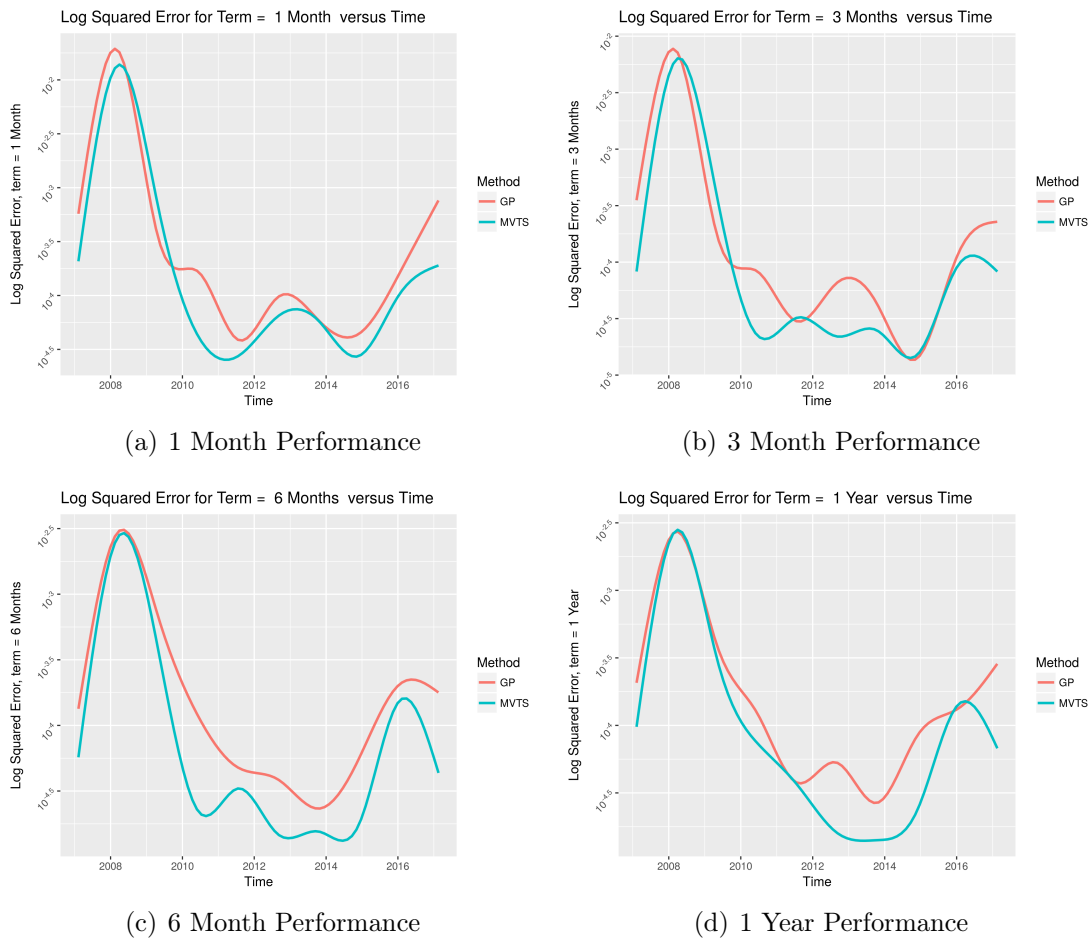 Log Squared Error for Term = 1 Month versus Time
Log Squared Error, term = 1 Month
10^-2
10^-2.5
10^-3
10^-3.5
10^-4
10^-4.5
2008 2010 2012 2014 2016
Time
Method
GP
MVTS
(a) 1 Month Performance
Log Squared Error for Term = 3 Months versus Time
Log Squared Error, term = 3 Months
10^-2
10^-2.5
10^-3
10^-3.5
10^-4
10^-4.5
10^-5
2008 2010 2012 2014 2016
Time
Method
GP
MVTS
(b) 3 Month Performance
Log Squared Error for Term = 6 Months versus Time
Log Squared Error, term = 6 Months
10^-2.5
10^-3
10^-3.5
10^-4
10^-4.5
2008 2010 2012 2014 2016
Time
Method
GP
MVTS
(c) 6 Month Performance
Log Squared Error for Term = 1 Year versus Time
Log Squared Error, term = 1 Year
10^-2.5
10^-3
10^-3.5
10^-4
10^-4.5
2008 2010 2012 2014 2016
Time
Method
GP
MVTS
(d) 1 Year Performance